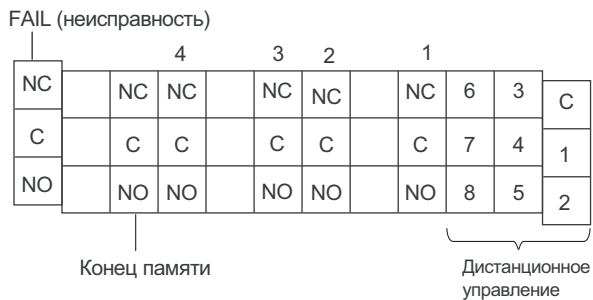 FAIL (неисправность)
4 3 2 1
NC NC NC NC NC NC 6 3 C
C C C C C C 7 4 1
NO NO NO NO NO NO 8 5 2
Конец памяти
Дистанционное
управление